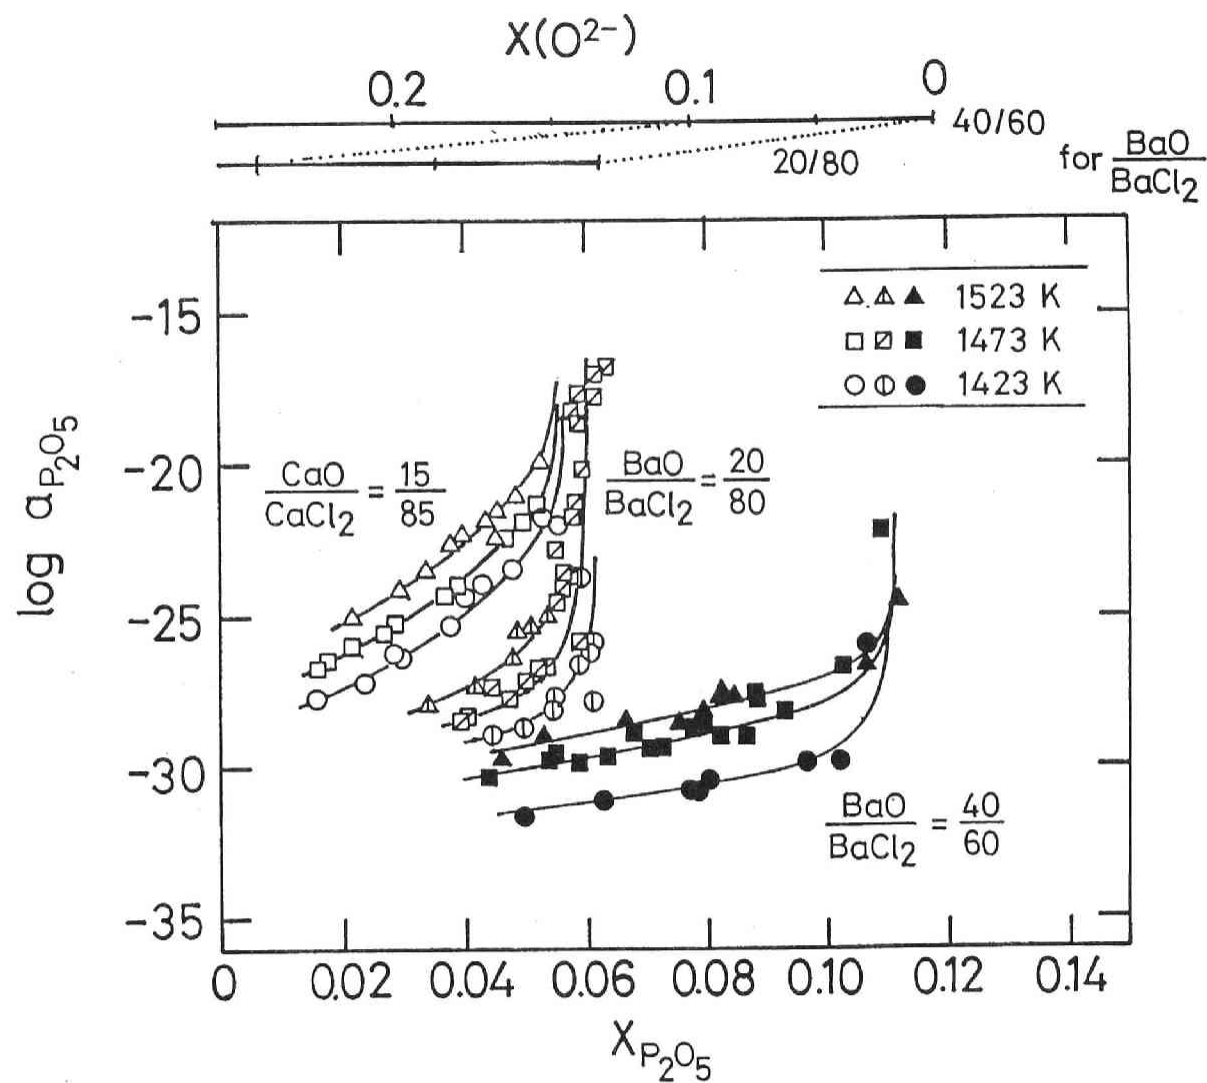 X(O²⁻)
0.2 0.1 0
40/60
20/80
for BaO/BaCl₂
△ △ ▲ 1523 K
□ ⧄ ■ 1473 K
○ ⦶ ● 1423 K
CaO/CaCl₂ = 15/85
BaO/BaCl₂ = 20/80
BaO/BaCl₂ = 40/60
log a P₂O₅
-15
-20
-25
-30
-35
0 0.02 0.04 0.06 0.08 0.10 0.12 0.14
X P₂O₅